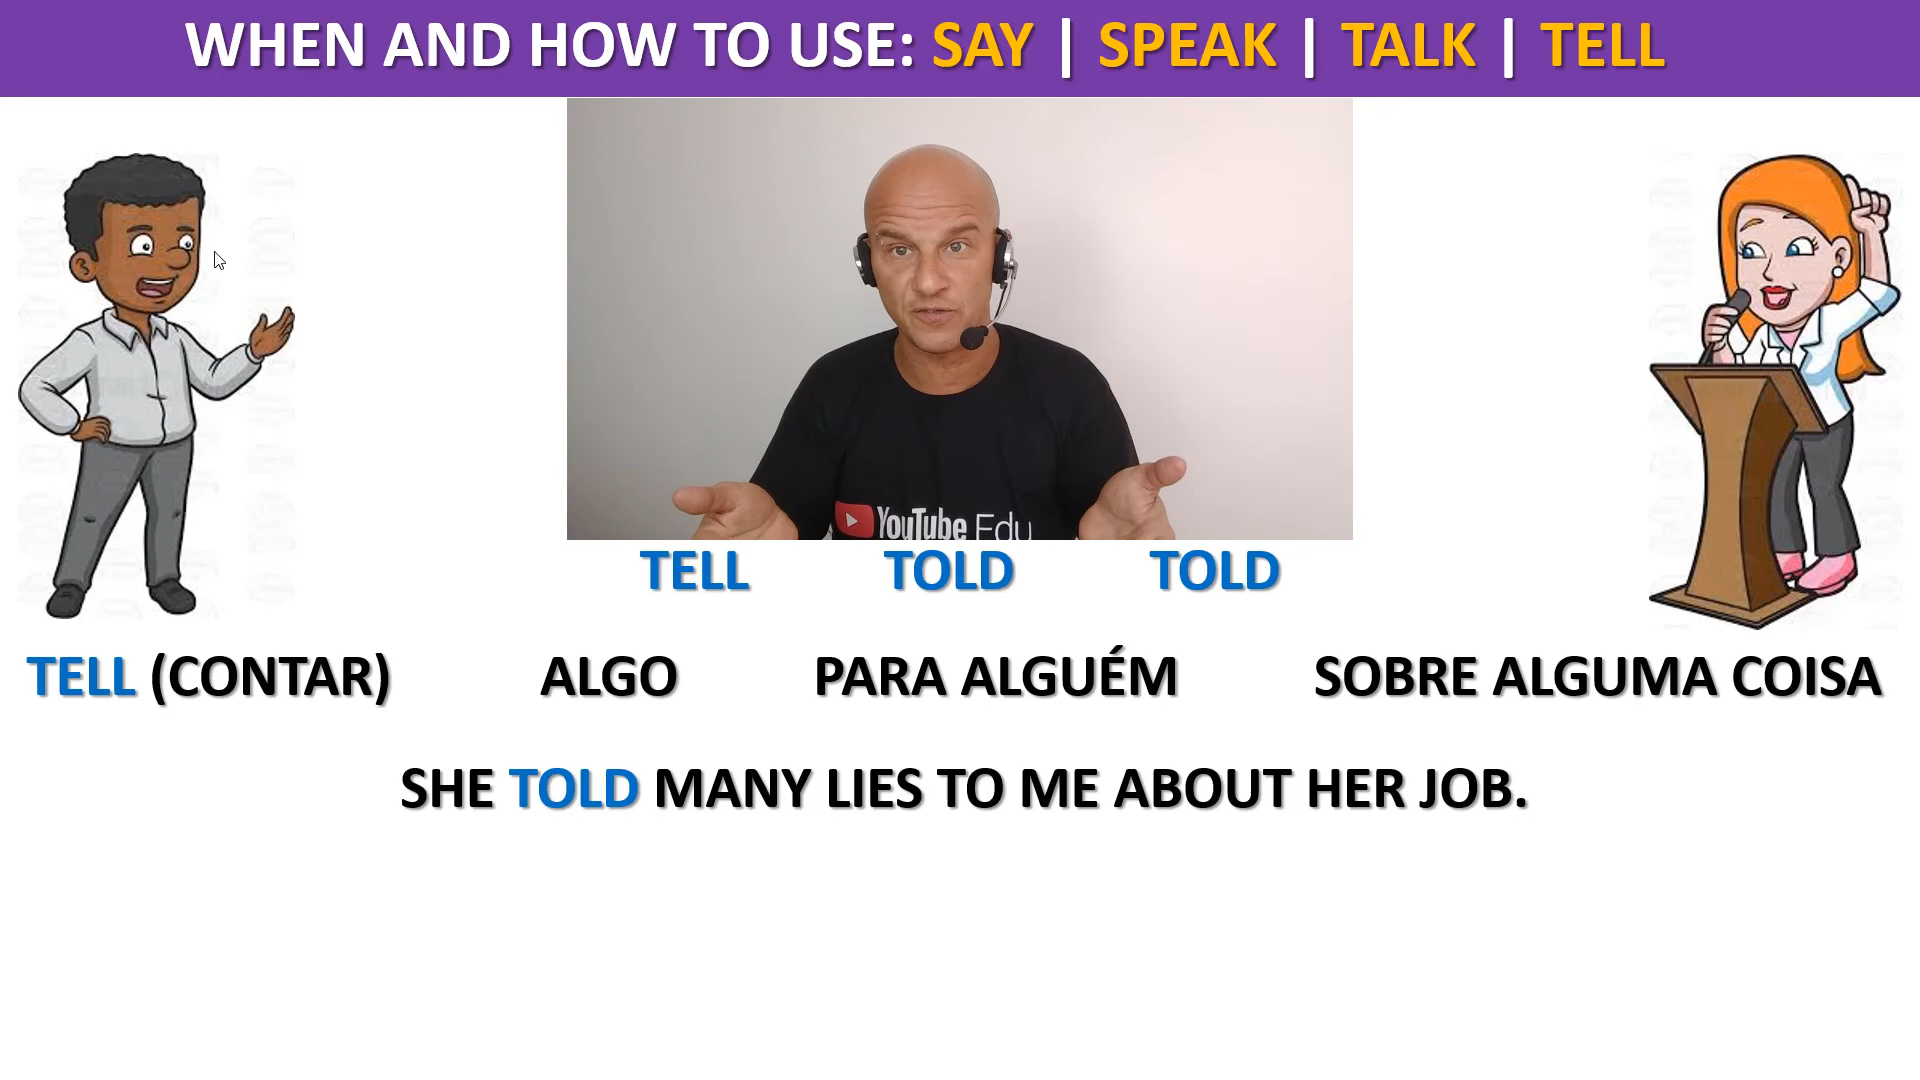 WHEN AND HOW TO USE: SAY | SPEAK | TALK | TELL
YouTube Edu
TELL TOLD TOLD
TELL (CONTAR) ALGO PARA ALGUÉM SOBRE ALGUMA COISA
SHE TOLD MANY LIES TO ME ABOUT HER JOB.